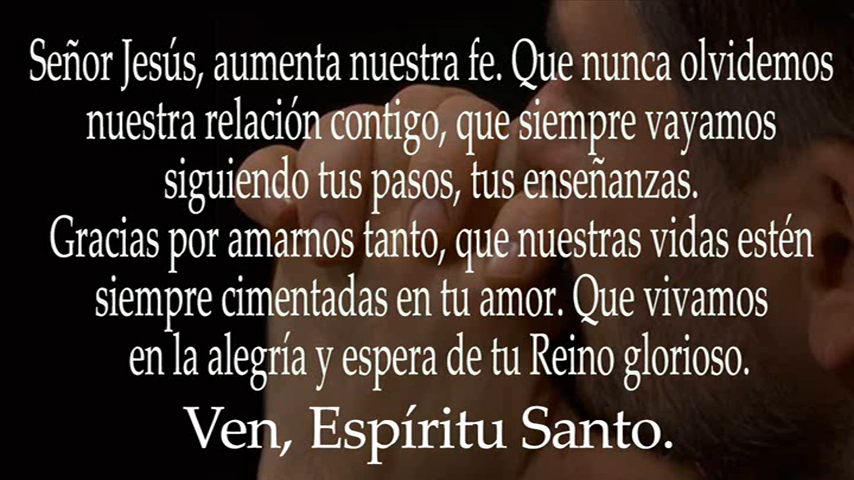 Señor Jesús, aumenta nuestra fe. Que nunca olvidemos
nuestra relación contigo, que siempre vayamos
siguiendo tus pasos, tus enseñanzas.
Gracias por amarnos tanto, que nuestras vidas estén
siempre cimentadas en tu amor. Que vivamos
en la alegría y espera de tu Reino glorioso.
Ven, Espíritu Santo.